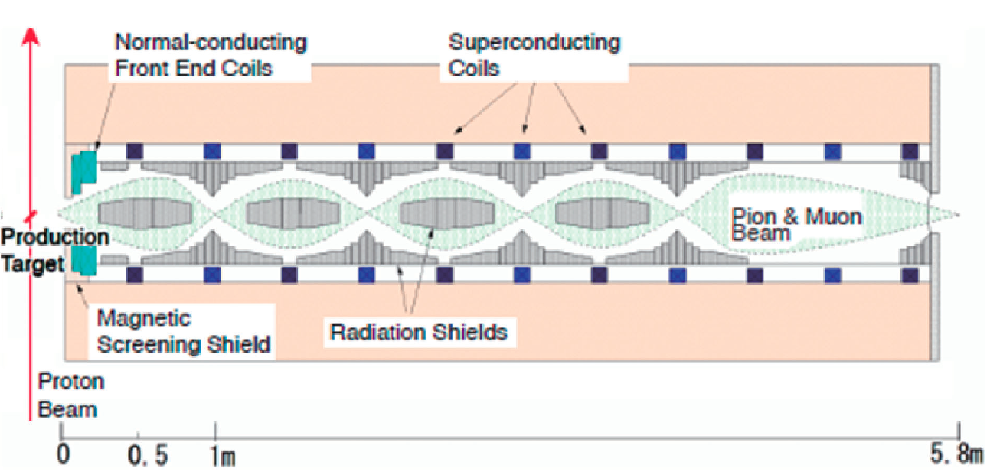 Normal-conducting
Front End Coils
Superconducting
Coils
Production
Target
Pion & Muon
Beam
Magnetic
Screening Shield
Radiation Shields
Proton
Beam
0
0.5
1m
5.8m